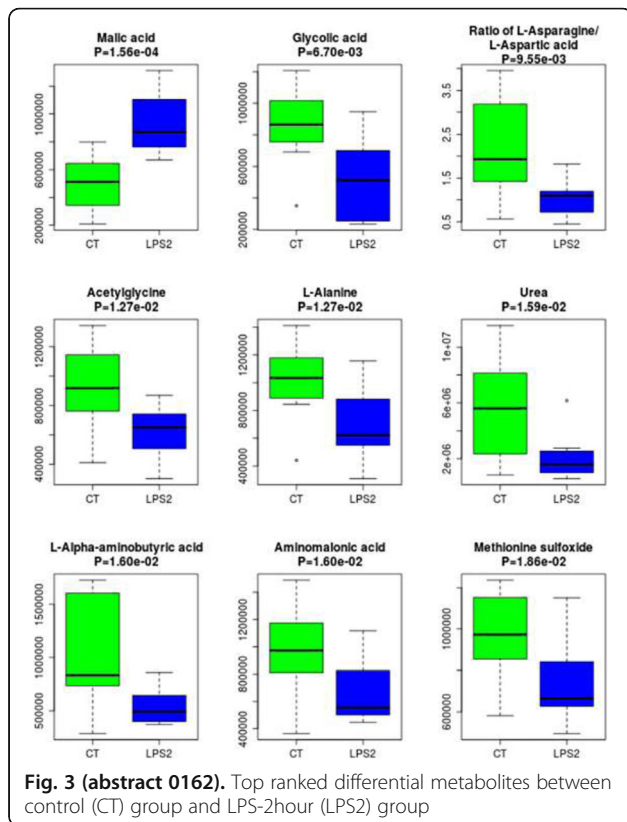 Malic acid
P=1.56e-04
200000
600000
1000000
CT
LPS2
Glycolic acid
P=6.70e-03
200000
600000
1000000
CT
LPS2
Ratio of L-Asparagine/
L-Aspartic acid
P=9.55e-03
0.5
1.5
2.5
3.5
CT
LPS2
Acetylglycine
P=1.27e-02
400000
800000
1200000
CT
LPS2
L-Alanine
P=1.27e-02
400000
800000
1200000
CT
LPS2
Urea
P=1.59e-02
2e+06
6e+06
1e+07
CT
LPS2
L-Alpha-aminobutyric acid
P=1.60e-02
500000
1000000
1500000
CT
LPS2
Aminomalonic acid
P=1.60e-02
400000
800000
1200000
CT
LPS2
Methionine sulfoxide
P=1.86e-02
600000
1000000
CT
LPS2
Fig. 3 (abstract 0162). Top ranked differential metabolites between
control (CT) group and LPS-2hour (LPS2) group